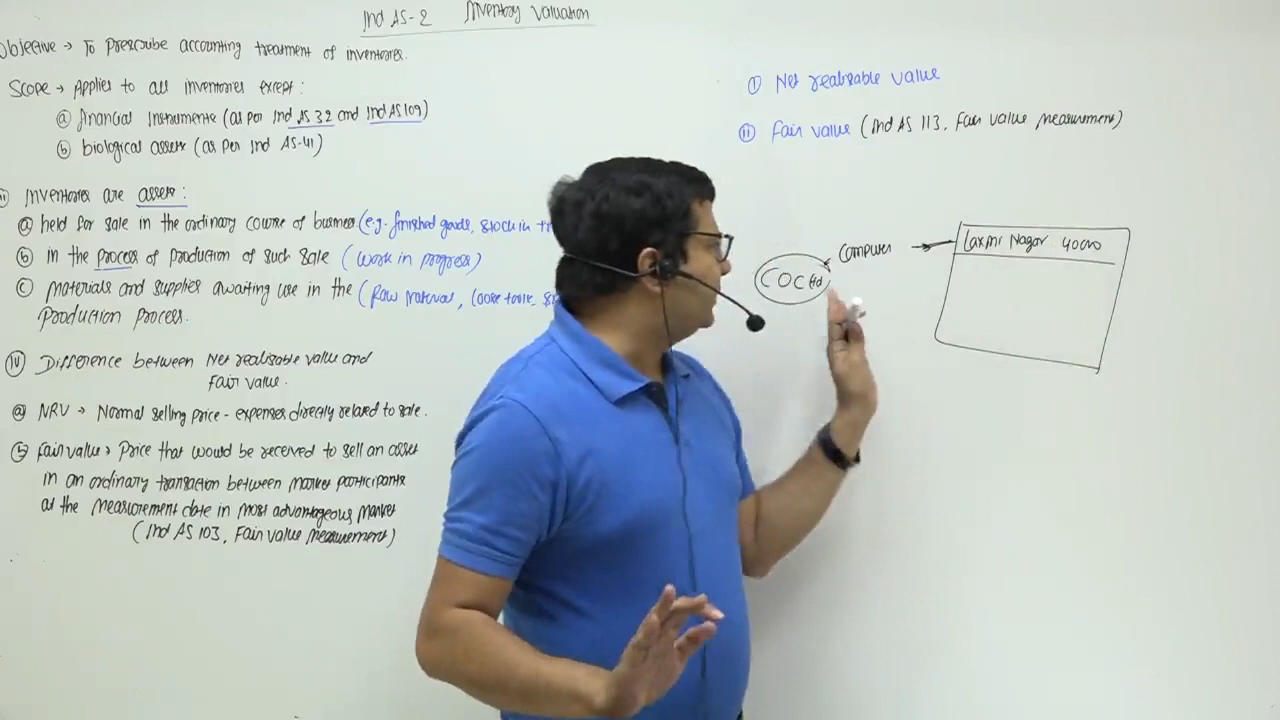 Ind AS-2 Inventory Valuation
Objective → To Prescribe accounting treatment of inventories.
Scope → Applies to all inventories except:
ⓐ financial instruments (as per Ind AS 32 and Ind AS 109)
ⓑ biological assets (as per Ind AS-41)
Inventories are assets:
ⓐ held for sale in the ordinary course of business (e.g. finished goods, stock in
ⓑ in the process of production of such sale (work in progress)
ⓒ materials and supplies awaiting use in the (Raw material, loose tools,
production process.
IV Difference between Net realisable value and
Fair value.
ⓐ NRV → Normal selling price - expenses directly related to sale.
ⓑ Fair value → Price that would be received to sell an asset
in an ordinary transaction between market participants
at the measurement date in most advantageous market
(Ind AS 103, Fair value measurement)
① Net realisable value
ⓘⓘ Fair value (Ind AS 113, Fair value measurement)
COC ltd
Computer →
Laxmi Nagar 40000